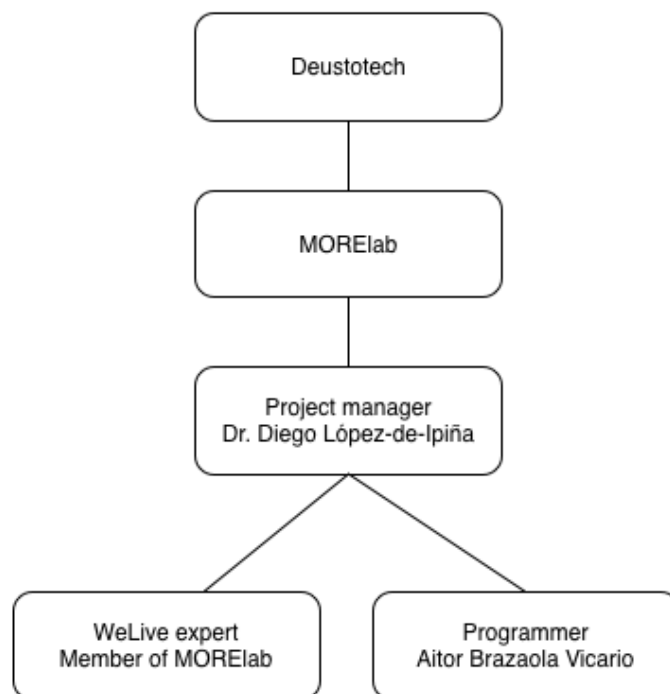 Deustotech
MORElab
Project manager
Dr. Diego López-de-Ipiña
WeLive expert
Member of MORElab
Programmer
Aitor Brazaola Vicario